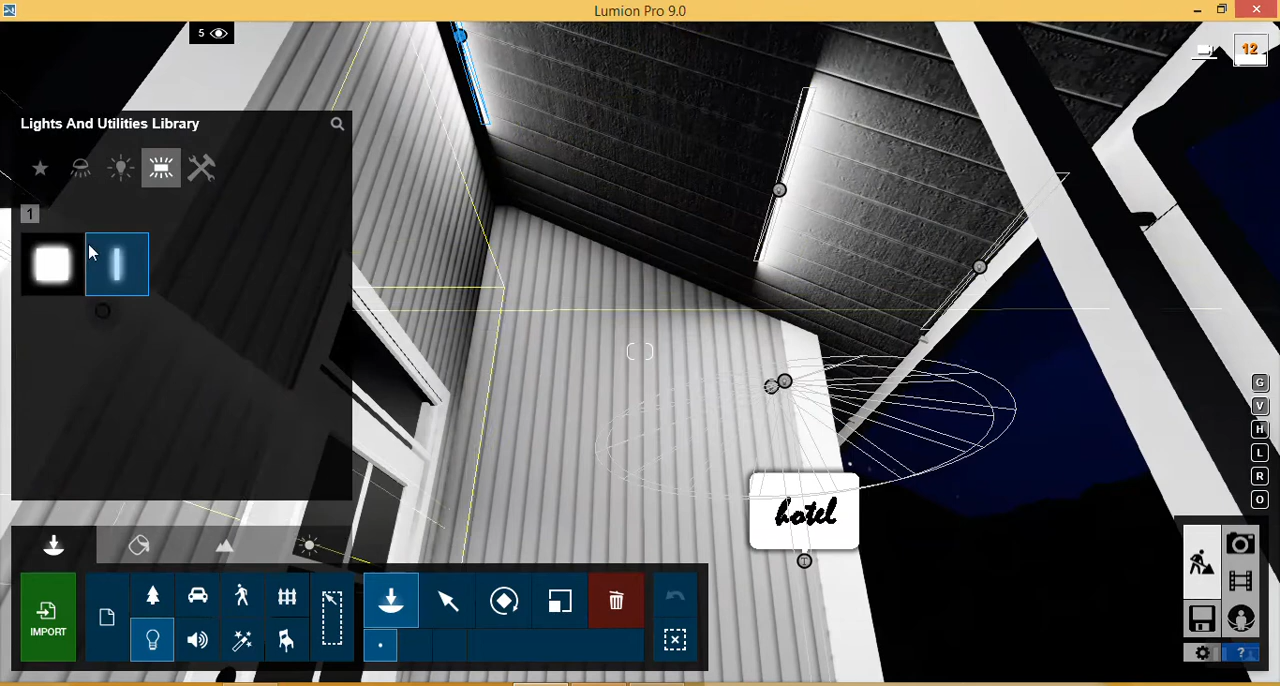 Lumion Pro 9.0
5
12
Lights And Utilities Library
1
hotel
G
V
H
L
R
O
IMPORT
?